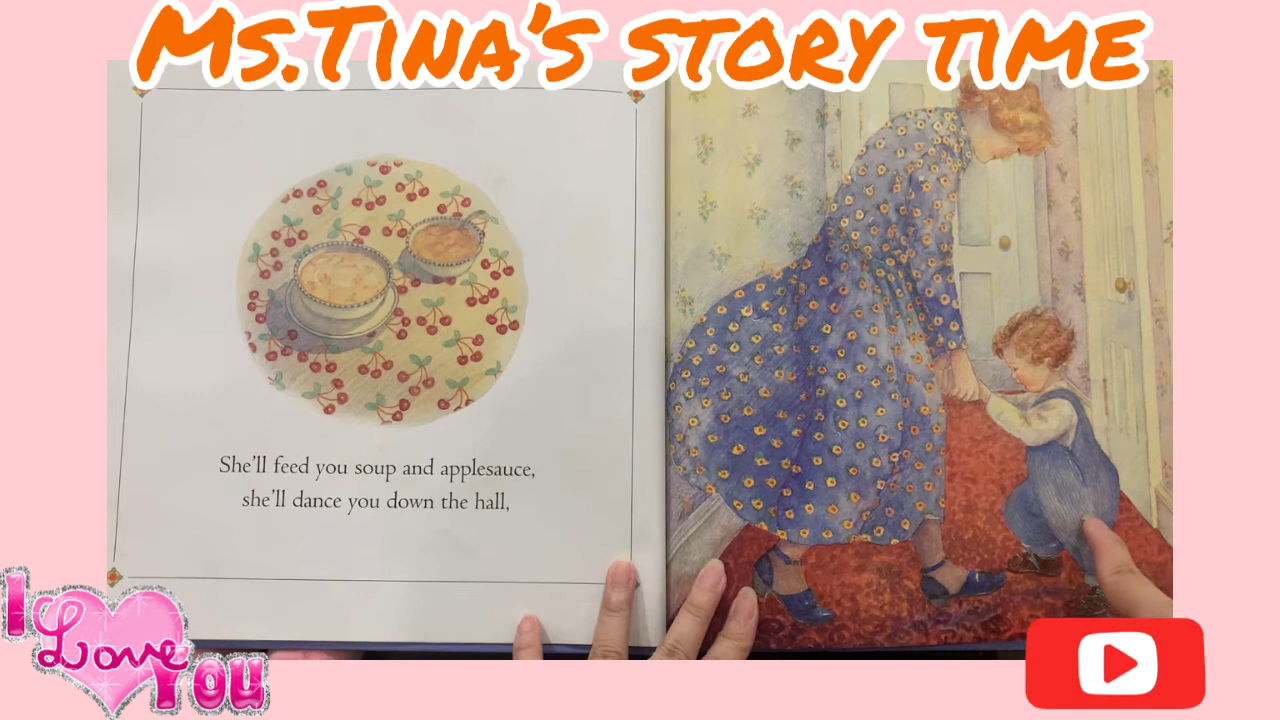 Ms.Tina's story time
She'll feed you soup and applesauce,
she'll dance you down the hall,
I
Love
You